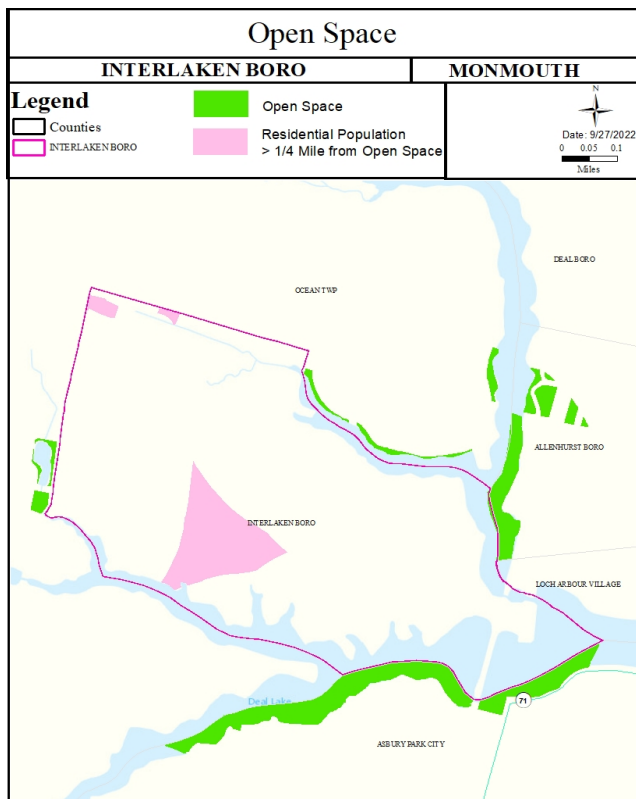 Open Space
INTERLAKEN BORO
MONMOUTH
Legend
Counties
INTERLAKEN BORO
Open Space
Residential Population
> 1/4 Mile from Open Space
N
Date: 9/27/2022
0 0.05 0.1
Miles
DEAL BORO
OCEAN TWP
ALLENHURST BORO
INTERLAKEN BORO
LOCH ARBOUR VILLAGE
Deal Lake
71
ASBURY PARK CITY